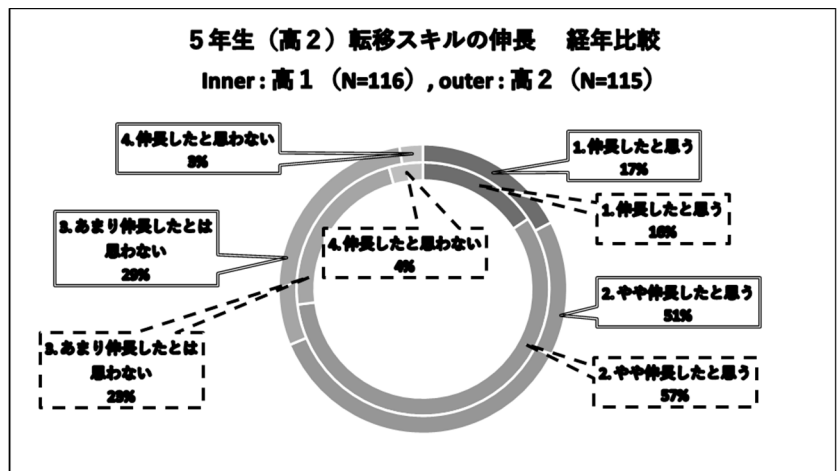 5年生（高2）転移スキルの伸長　経年比較
Inner : 高1（N=116）, outer : 高2（N=115）
4. 伸長したと思わない
3%
1. 伸長したと思う
17%
1. 伸長したと思う
16%
3. あまり伸長したとは
思わない
29%
4. 伸長したと思わない
4%
2. やや伸長したと思う
51%
3. あまり伸長したとは
思わない
23%
2. やや伸長したと思う
57%